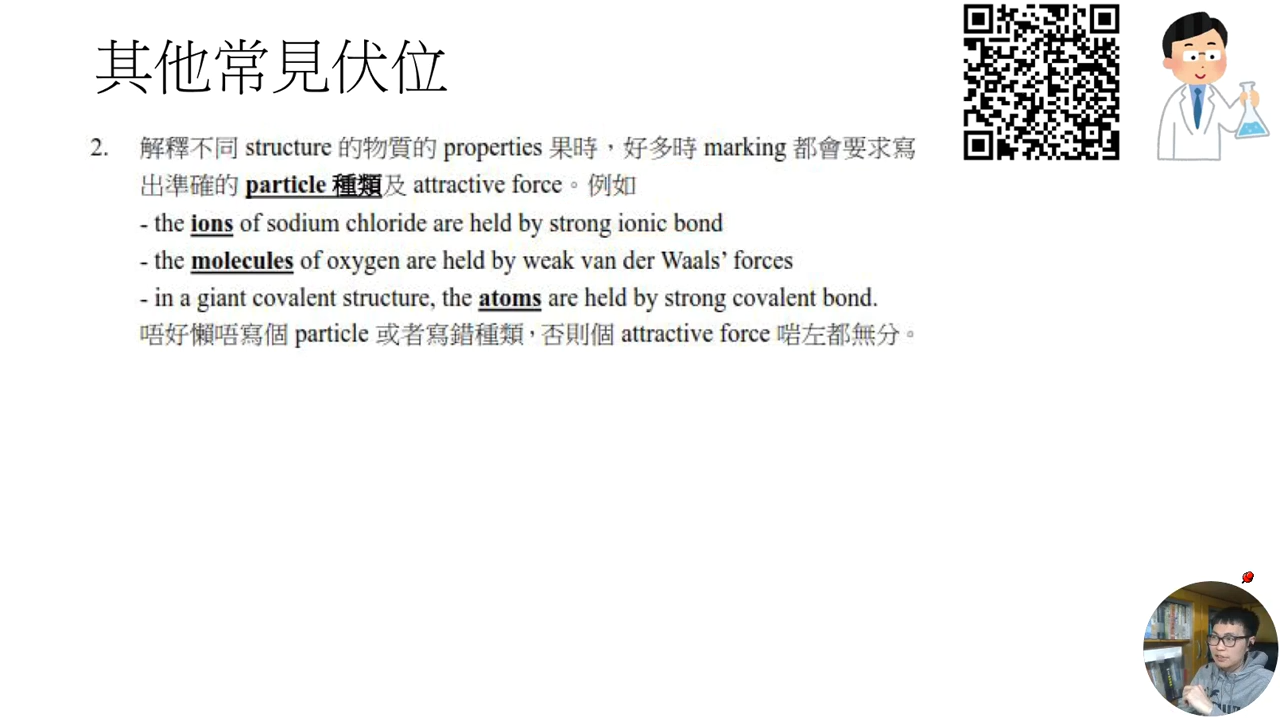 其他常見伏位
2. 解釋不同 structure 的物質的 properties 果時，好多時 marking 都會要求寫
出準確的 particle 種類及 attractive force。例如
- the ions of sodium chloride are held by strong ionic bond
- the molecules of oxygen are held by weak van der Waals’ forces
- in a giant covalent structure, the atoms are held by strong covalent bond.
唔好懶唔寫個 particle 或者寫錯種類，否則個 attractive force 啱左都無分。